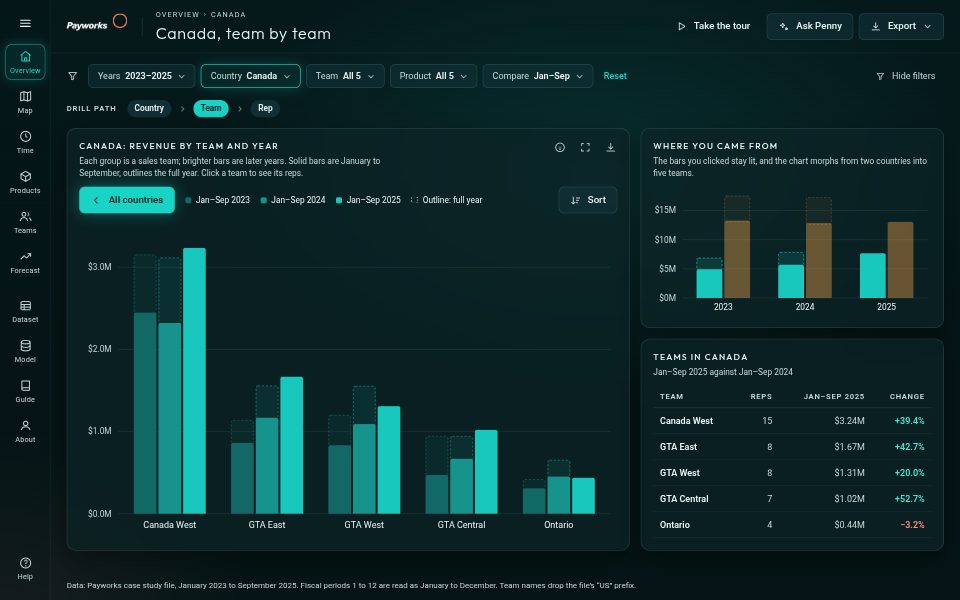 Payworks
OVERVIEW › CANADA
Canada, team by team
Take the tour
Ask Penny
Export
Overview
Map
Time
Products
Teams
Forecast
Dataset
Model
Guide
About
Help
Years 2023–2025
Country Canada
Team All 5
Product All 5
Compare Jan–Sep
Reset
Hide filters
DRILL PATH
Country
Team
Rep
CANADA: REVENUE BY TEAM AND YEAR
Each group is a sales team; brighter bars are later years. Solid bars are January to
September, outlines the full year. Click a team to see its reps.
All countries
Jan–Sep 2023
Jan–Sep 2024
Jan–Sep 2025
Outline: full year
Sort
$3.0M
$2.0M
$1.0M
$0.0M
Canada West
GTA East
GTA West
GTA Central
Ontario
WHERE YOU CAME FROM
The bars you clicked stay lit, and the chart morphs from two countries into
five teams.
$15M
$10M
$5M
$0M
2023
2024
2025
TEAMS IN CANADA
Jan–Sep 2025 against Jan–Sep 2024
TEAM REPS JAN–SEP 2025 CHANGE
Canada West 15 $3.24M +39.4%
GTA East 8 $1.67M +42.7%
GTA West 8 $1.31M +20.0%
GTA Central 7 $1.02M +52.7%
Ontario 4 $0.44M −3.2%
Data: Payworks case study file, January 2023 to September 2025. Fiscal periods 1 to 12 are read as January to December. Team names drop the file's "US" prefix.